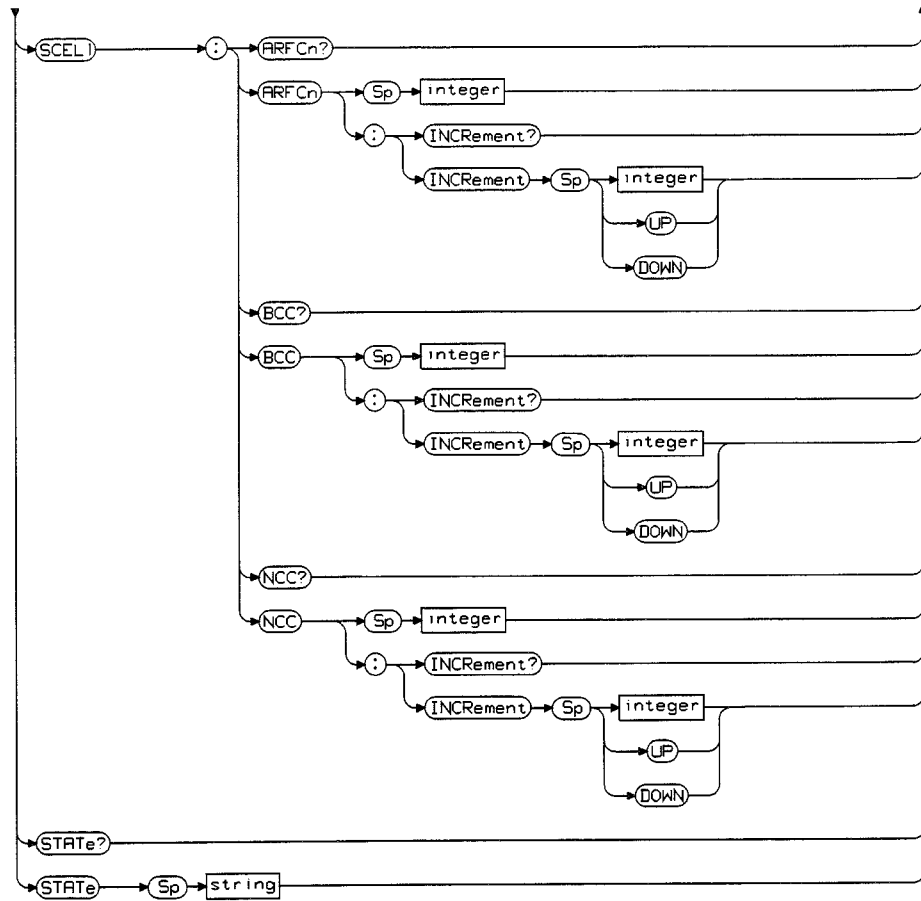 SCEL1 : ARFCn?
ARFCn Sp integer
: INCRement?
INCRement Sp integer
UP
DOWN
BCC?
BCC Sp integer
: INCRement?
INCRement Sp integer
UP
DOWN
NCC?
NCC Sp integer
: INCRement?
INCRement Sp integer
UP
DOWN
STATe?
STATe Sp string